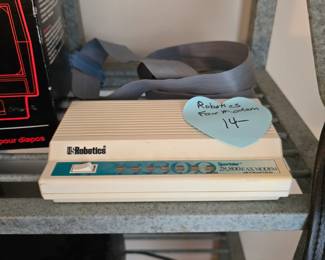 pour diapos
Robotics
Fax Modem
14-
USRobotics
Sportster
28,800 FAX MODEM